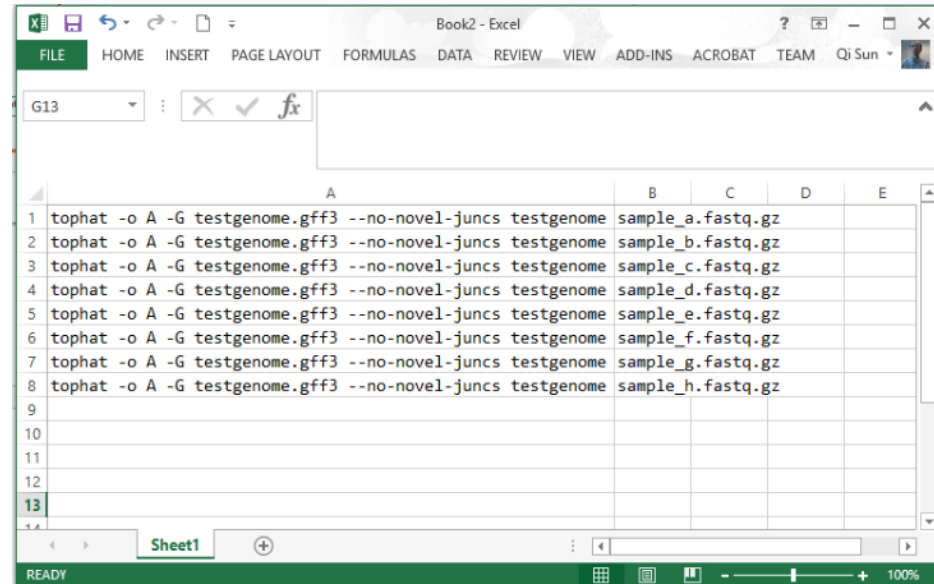 Book2 - Excel
FILE HOME INSERT PAGE LAYOUT FORMULAS DATA REVIEW VIEW ADD-INS ACROBAT TEAM Qi Sun
G13 fx
A B C D E
1 tophat -o A -G testgenome.gff3 --no-novel-juncs testgenome sample_a.fastq.gz
2 tophat -o A -G testgenome.gff3 --no-novel-juncs testgenome sample_b.fastq.gz
3 tophat -o A -G testgenome.gff3 --no-novel-juncs testgenome sample_c.fastq.gz
4 tophat -o A -G testgenome.gff3 --no-novel-juncs testgenome sample_d.fastq.gz
5 tophat -o A -G testgenome.gff3 --no-novel-juncs testgenome sample_e.fastq.gz
6 tophat -o A -G testgenome.gff3 --no-novel-juncs testgenome sample_f.fastq.gz
7 tophat -o A -G testgenome.gff3 --no-novel-juncs testgenome sample_g.fastq.gz
8 tophat -o A -G testgenome.gff3 --no-novel-juncs testgenome sample_h.fastq.gz
9
10
11
12
13
14
Sheet1
READY 100%